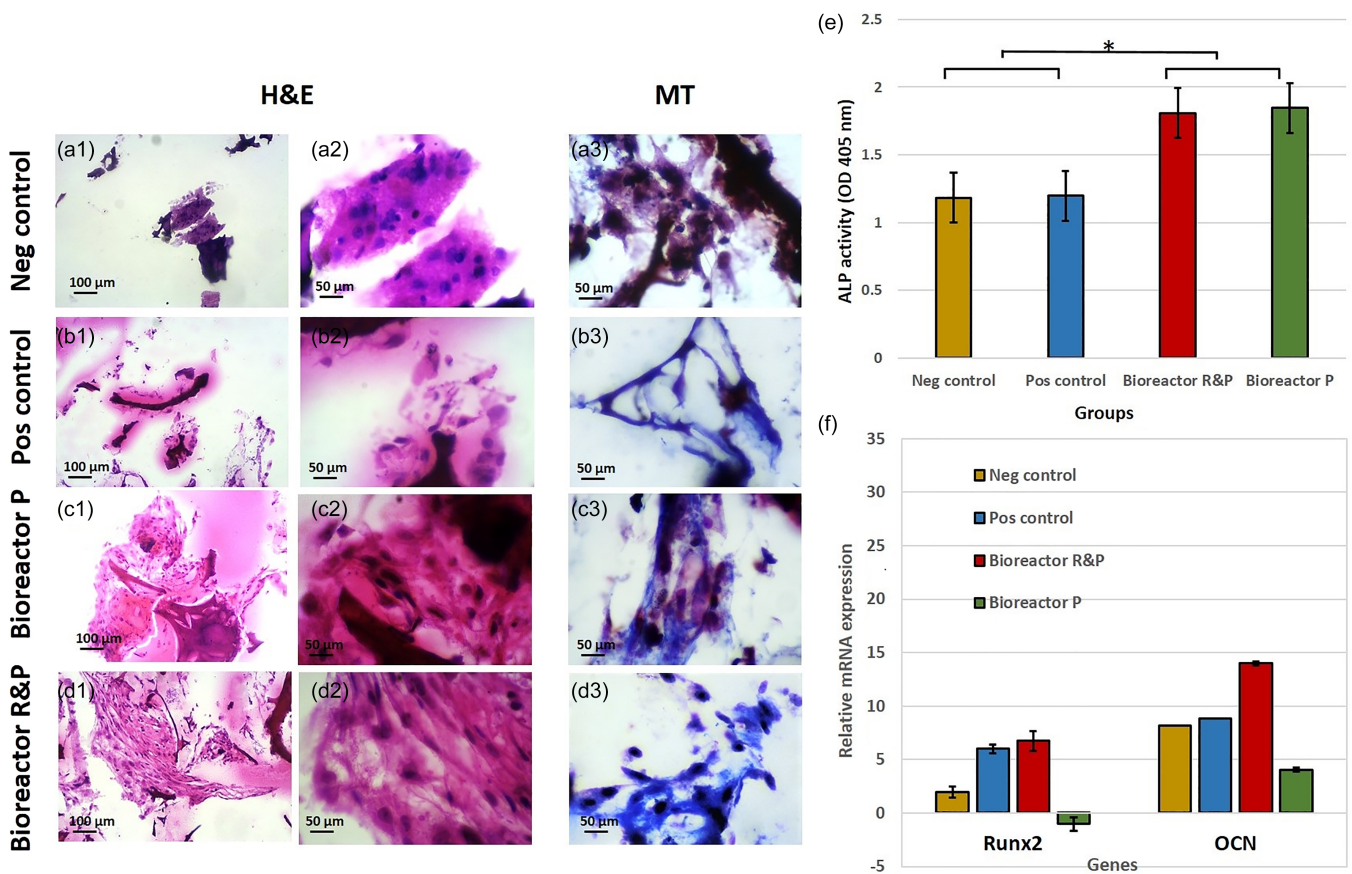 H&E
MT
Neg control
(a1)
100 µm
(a2)
50 µm
(a3)
50 µm
Pos control
(b1)
100 µm
(b2)
50 µm
(b3)
50 µm
Bioreactor P
(c1)
100 µm
(c2)
50 µm
(c3)
50 µm
Bioreactor R&P
(d1)
100 µm
(d2)
50 µm
(d3)
50 µm
(e)
ALP activity (OD 405 nm)
2.5
2
1.5
1
0.5
0
*
Neg control
Pos control
Bioreactor R&P
Bioreactor P
Groups
(f)
Relative mRNA expression
35
30
25
20
15
10
5
0
-5
Neg control
Pos control
Bioreactor R&P
Bioreactor P
Runx2
OCN
Genes